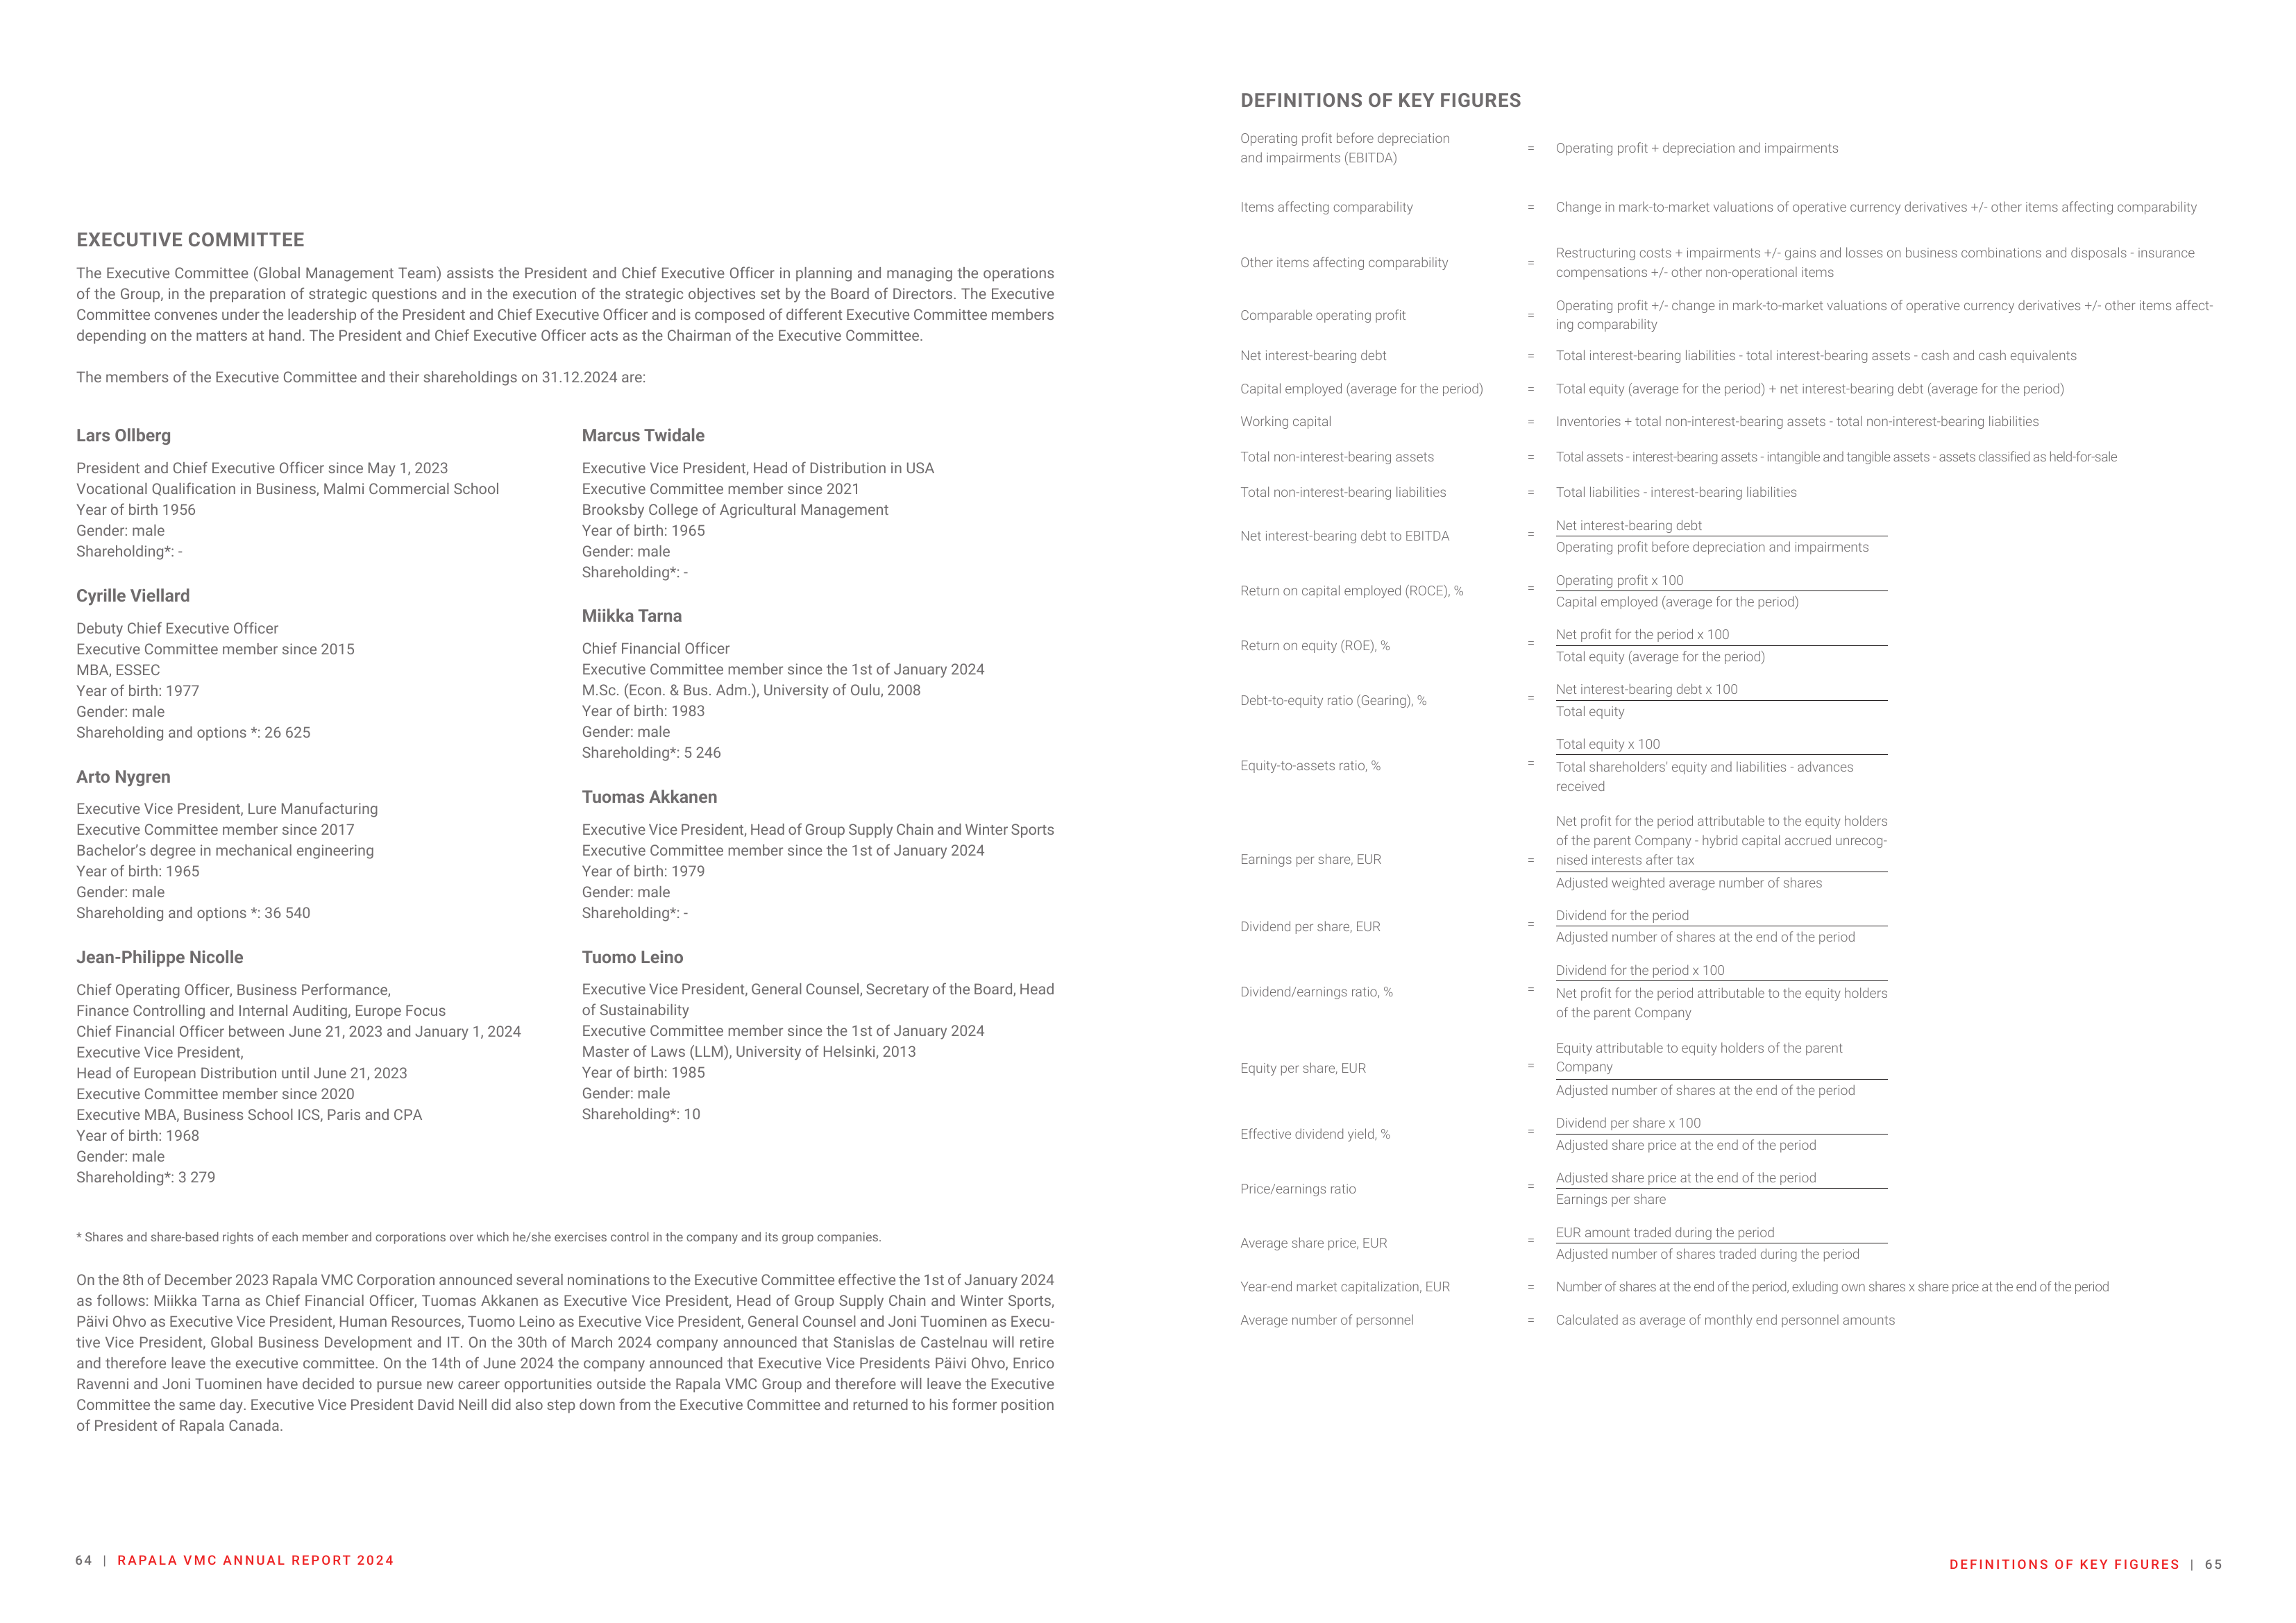 EXECUTIVE COMMITTEE
The Executive Committee (Global Management Team) assists the President and Chief Executive Officer in planning and managing the operations
of the Group, in the preparation of strategic questions and in the execution of the strategic objectives set by the Board of Directors. The Executive
Committee convenes under the leadership of the President and Chief Executive Officer and is composed of different Executive Committee members
depending on the matters at hand. The President and Chief Executive Officer acts as the Chairman of the Executive Committee.
The members of the Executive Committee and their shareholdings on 31.12.2024 are:
Lars Ollberg
President and Chief Executive Officer since May 1, 2023
Vocational Qualification in Business, Malmi Commercial School
Year of birth 1956
Gender: male
Shareholding*: -
Cyrille Viellard
Debuty Chief Executive Officer
Executive Committee member since 2015
MBA, ESSEC
Year of birth: 1977
Gender: male
Shareholding and options *: 26 625
Arto Nygren
Executive Vice President, Lure Manufacturing
Executive Committee member since 2017
Bachelor's degree in mechanical engineering
Year of birth: 1965
Gender: male
Shareholding and options *: 36 540
Jean-Philippe Nicolle
Chief Operating Officer, Business Performance,
Finance Controlling and Internal Auditing, Europe Focus
Chief Financial Officer between June 21, 2023 and January 1, 2024
Executive Vice President,
Head of European Distribution until June 21, 2023
Executive Committee member since 2020
Executive MBA, Business School ICS, Paris and CPA
Year of birth: 1968
Gender: male
Shareholding*: 3 279
Marcus Twidale
Executive Vice President, Head of Distribution in USA
Executive Committee member since 2021
Brooksby College of Agricultural Management
Year of birth: 1965
Gender: male
Shareholding*: -
Miikka Tarna
Chief Financial Officer
Executive Committee member since the 1st of January 2024
M.Sc. (Econ. & Bus. Adm.), University of Oulu, 2008
Year of birth: 1983
Gender: male
Shareholding*: 5 246
Tuomas Akkanen
Executive Vice President, Head of Group Supply Chain and Winter Sports
Executive Committee member since the 1st of January 2024
Year of birth: 1979
Gender: male
Shareholding*: -
Tuomo Leino
Executive Vice President, General Counsel, Secretary of the Board, Head
of Sustainability
Executive Committee member since the 1st of January 2024
Master of Laws (LLM), University of Helsinki, 2013
Year of birth: 1985
Gender: male
Shareholding*: 10
* Shares and share-based rights of each member and corporations over which he/she exercises control in the company and its group companies.
On the 8th of December 2023 Rapala VMC Corporation announced several nominations to the Executive Committee effective the 1st of January 2024
as follows: Miikka Tarna as Chief Financial Officer, Tuomas Akkanen as Executive Vice President, Head of Group Supply Chain and Winter Sports,
Päivi Ohvo as Executive Vice President, Human Resources, Tuomo Leino as Executive Vice President, General Counsel and Joni Tuominen as Execu-
tive Vice President, Global Business Development and IT. On the 30th of March 2024 company announced that Stanislas de Castelnau will retire
and therefore leave the executive committee. On the 14th of June 2024 the company announced that Executive Vice Presidents Päivi Ohvo, Enrico
Ravenni and Joni Tuominen have decided to pursue new career opportunities outside the Rapala VMC Group and therefore will leave the Executive
Committee the same day. Executive Vice President David Neill did also step down from the Executive Committee and returned to his former position
of President of Rapala Canada.
64 | RAPALA VMC ANNUAL REPORT 2024
DEFINITIONS OF KEY FIGURES
Operating profit before depreciation
and impairments (EBITDA)
= Operating profit + depreciation and impairments
Items affecting comparability = Change in mark-to-market valuations of operative currency derivatives +/- other items affecting comparability
Other items affecting comparability = Restructuring costs + impairments +/- gains and losses on business combinations and disposals - insurance
compensations +/- other non-operational items
Comparable operating profit = Operating profit +/- change in mark-to-market valuations of operative currency derivatives +/- other items affect-
ing comparability
Net interest-bearing debt = Total interest-bearing liabilities - total interest-bearing assets - cash and cash equivalents
Capital employed (average for the period) = Total equity (average for the period) + net interest-bearing debt (average for the period)
Working capital = Inventories + total non-interest-bearing assets - total non-interest-bearing liabilities
Total non-interest-bearing assets = Total assets - interest-bearing assets - intangible and tangible assets - assets classified as held-for-sale
Total non-interest-bearing liabilities = Total liabilities - interest-bearing liabilities
Net interest-bearing debt to EBITDA = Net interest-bearing debt
Operating profit before depreciation and impairments
Return on capital employed (ROCE), % = Operating profit x 100
Capital employed (average for the period)
Return on equity (ROE), % = Net profit for the period x 100
Total equity (average for the period)
Debt-to-equity ratio (Gearing), % = Net interest-bearing debt x 100
Total equity
Equity-to-assets ratio, % = Total equity x 100
Total shareholders' equity and liabilities - advances
received
Earnings per share, EUR = Net profit for the period attributable to the equity holders
of the parent Company - hybrid capital accrued unrecog-
nised interests after tax
Adjusted weighted average number of shares
Dividend per share, EUR = Dividend for the period
Adjusted number of shares at the end of the period
Dividend/earnings ratio, % = Dividend for the period x 100
Net profit for the period attributable to the equity holders
of the parent Company
Equity per share, EUR = Equity attributable to equity holders of the parent
Company
Adjusted number of shares at the end of the period
Effective dividend yield, % = Dividend per share x 100
Adjusted share price at the end of the period
Price/earnings ratio = Adjusted share price at the end of the period
Earnings per share
Average share price, EUR = EUR amount traded during the period
Adjusted number of shares traded during the period
Year-end market capitalization, EUR = Number of shares at the end of the period, exluding own shares x share price at the end of the period
Average number of personnel = Calculated as average of monthly end personnel amounts
DEFINITIONS OF KEY FIGURES | 65